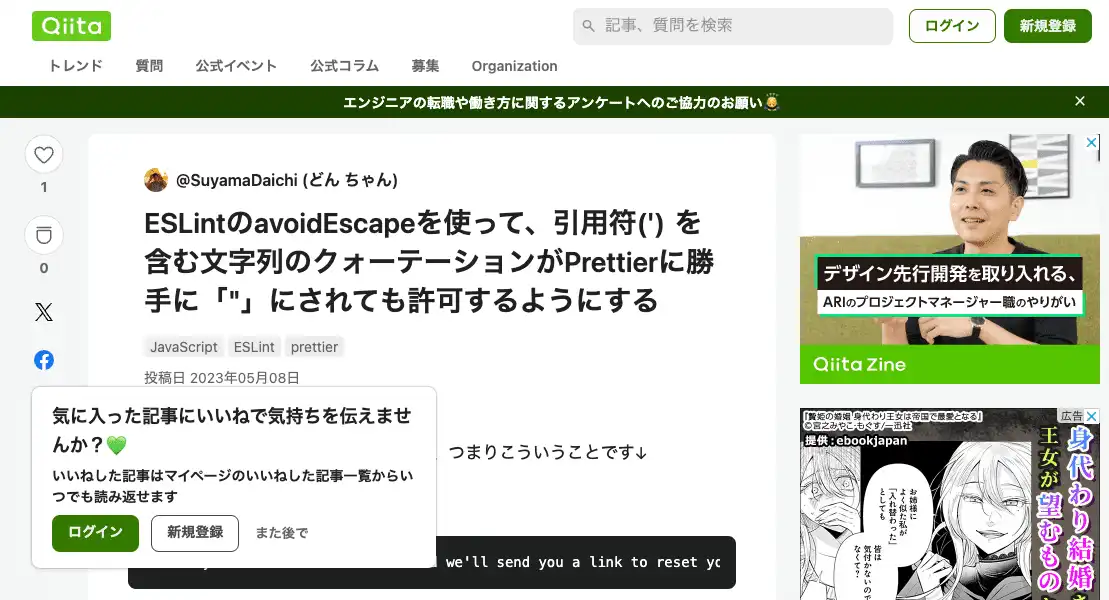 Qiita
記事、質問を検索
ログイン
新規登録
トレンド
質問
公式イベント
公式コラム
募集
Organization
エンジニアの転職や働き方に関するアンケートへのご協力のお願い
1
0
@SuyamaDaichi (どん ちゃん)
ESLintのavoidEscapeを使って、引用符(') を
含む文字列のクォーテーションがPrettierに勝
手に「"」にされても許可するようにする
JavaScript
ESLint
prettier
投稿日 2023年05月08日
つまりこういうことです↓
we'll send you a link to reset yo
気に入った記事にいいねで気持ちを伝えませ
んか？💚
いいねした記事はマイページのいいねした記事一覧からい
つでも読み返せます
ログイン
新規登録
また後で
デザイン先行開発を取り入れる、
ARIのプロジェクトマネージャー職のやりがい
Qiita Zine
広告
『贄姫の婚姻 身代わり王女は帝国で最愛となる』
©宮之みやこ・もぐす/一迅社
提供：ebookjapan
身代わり結婚
王女が望むもの
お姉様に
よく似た私が
「入れ替わった」
としても
皆は
気付かないので
なくて？